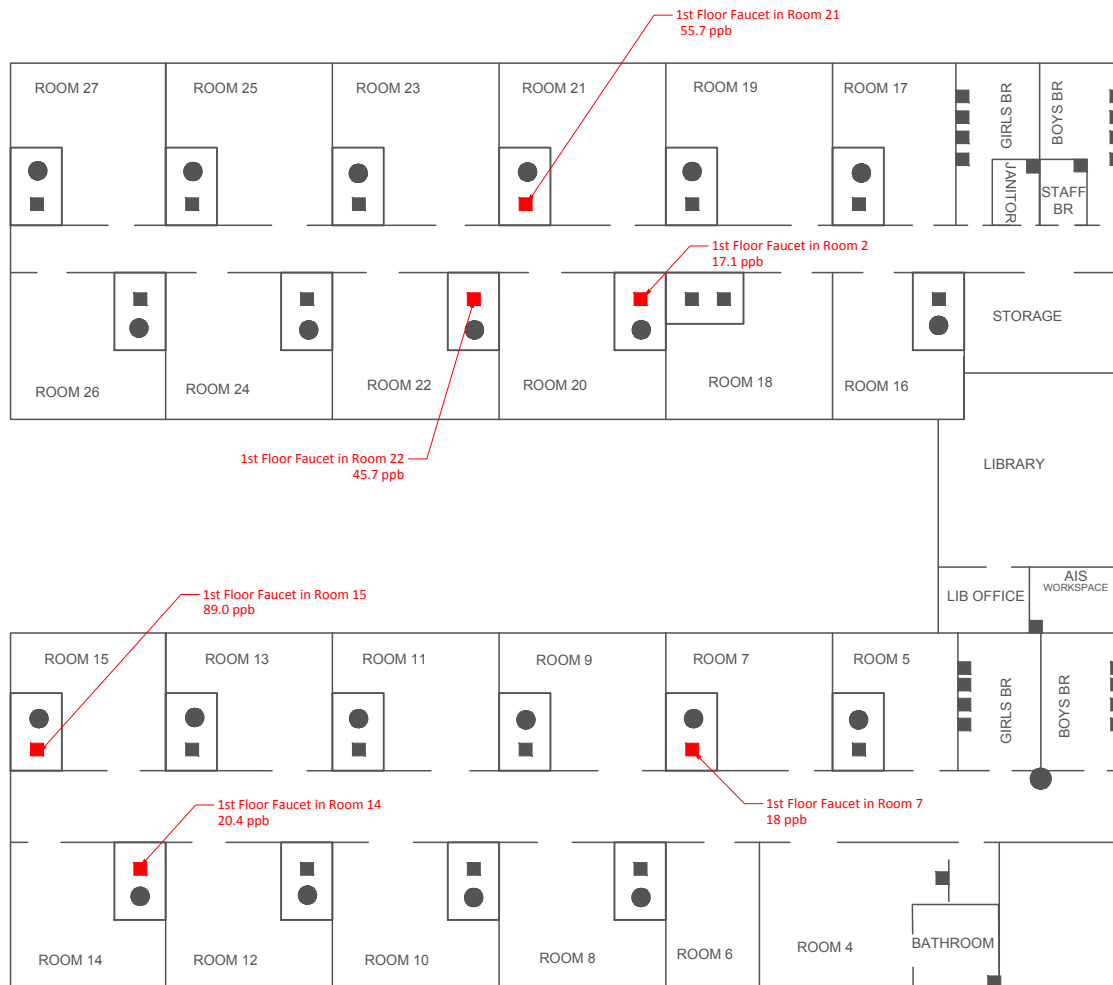 1st Floor Faucet in Room 21
55.7 ppb
ROOM 27
ROOM 25
ROOM 23
ROOM 21
ROOM 19
ROOM 17
GIRLS BR
BOYS BR
JANITOR
STAFF
BR
1st Floor Faucet in Room 2
17.1 ppb
STORAGE
ROOM 26
ROOM 24
ROOM 22
ROOM 20
ROOM 18
ROOM 16
1st Floor Faucet in Room 22
45.7 ppb
LIBRARY
AIS
WORKSPACE
LIB OFFICE
1st Floor Faucet in Room 15
89.0 ppb
ROOM 15
ROOM 13
ROOM 11
ROOM 9
ROOM 7
ROOM 5
GIRLS BR
BOYS BR
1st Floor Faucet in Room 14
20.4 ppb
1st Floor Faucet in Room 7
18 ppb
ROOM 14
ROOM 12
ROOM 10
ROOM 8
ROOM 6
ROOM 4
BATHROOM